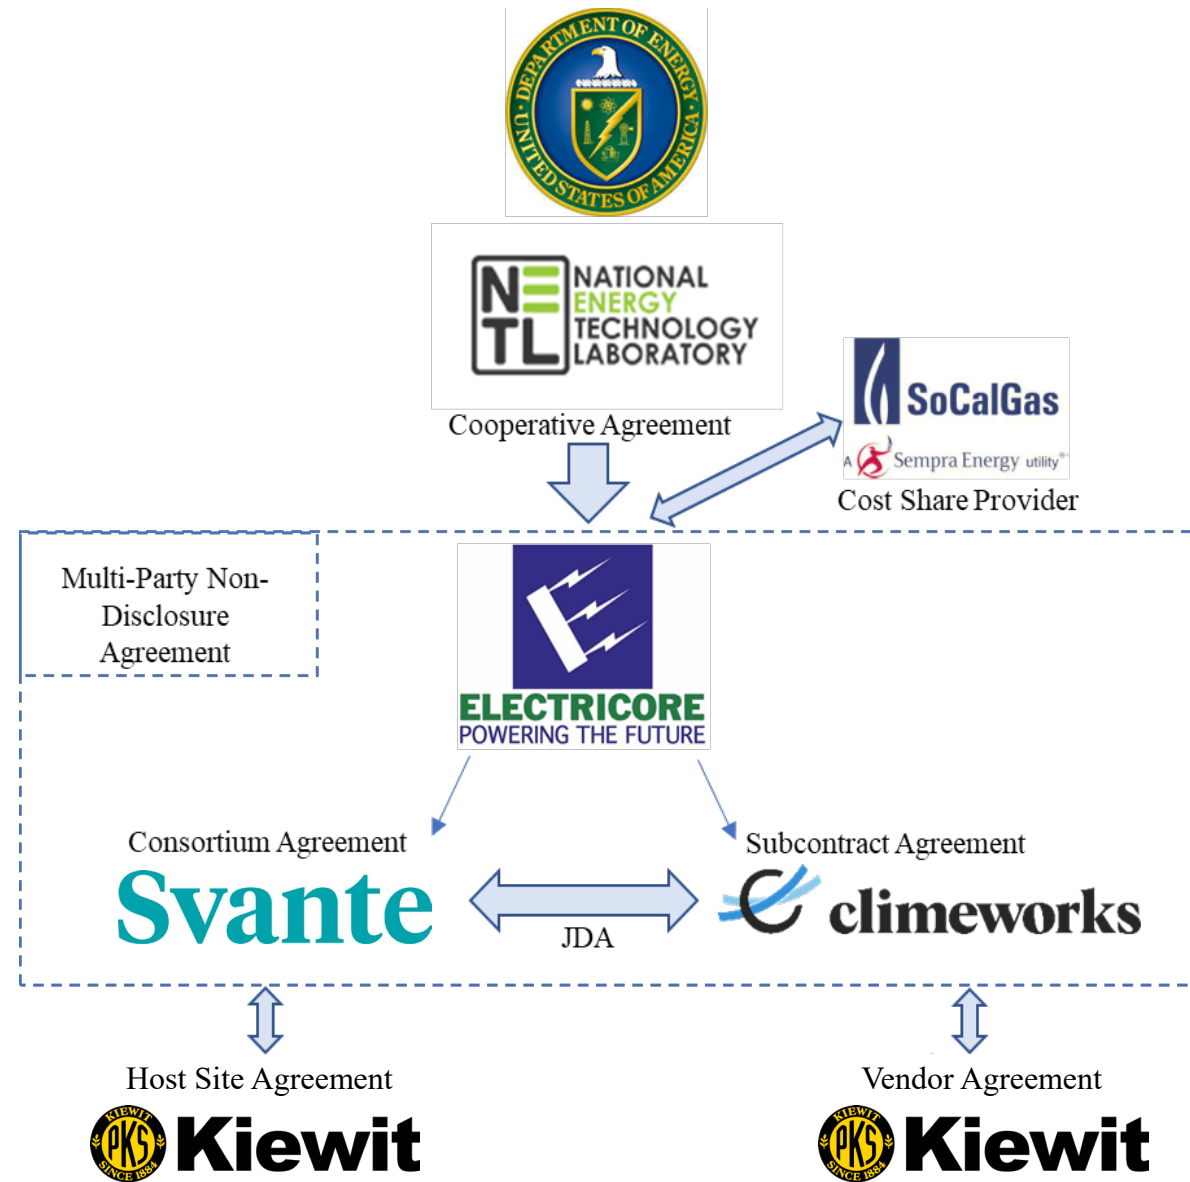 DEPARTMENT OF ENERGY
UNITED STATES OF AMERICA
NETL
NATIONAL
ENERGY
TECHNOLOGY
LABORATORY
Cooperative Agreement
SoCalGas
A Sempra Energy utility®
Cost Share Provider
Multi-Party Non-
Disclosure
Agreement
ELECTRICORE
POWERING THE FUTURE
Consortium Agreement
Svante
Subcontract Agreement
climeworks
JDA
Host Site Agreement
KIEWIT
PKS
SINCE 1884
Kiewit
Vendor Agreement
KIEWIT
PKS
SINCE 1884
Kiewit